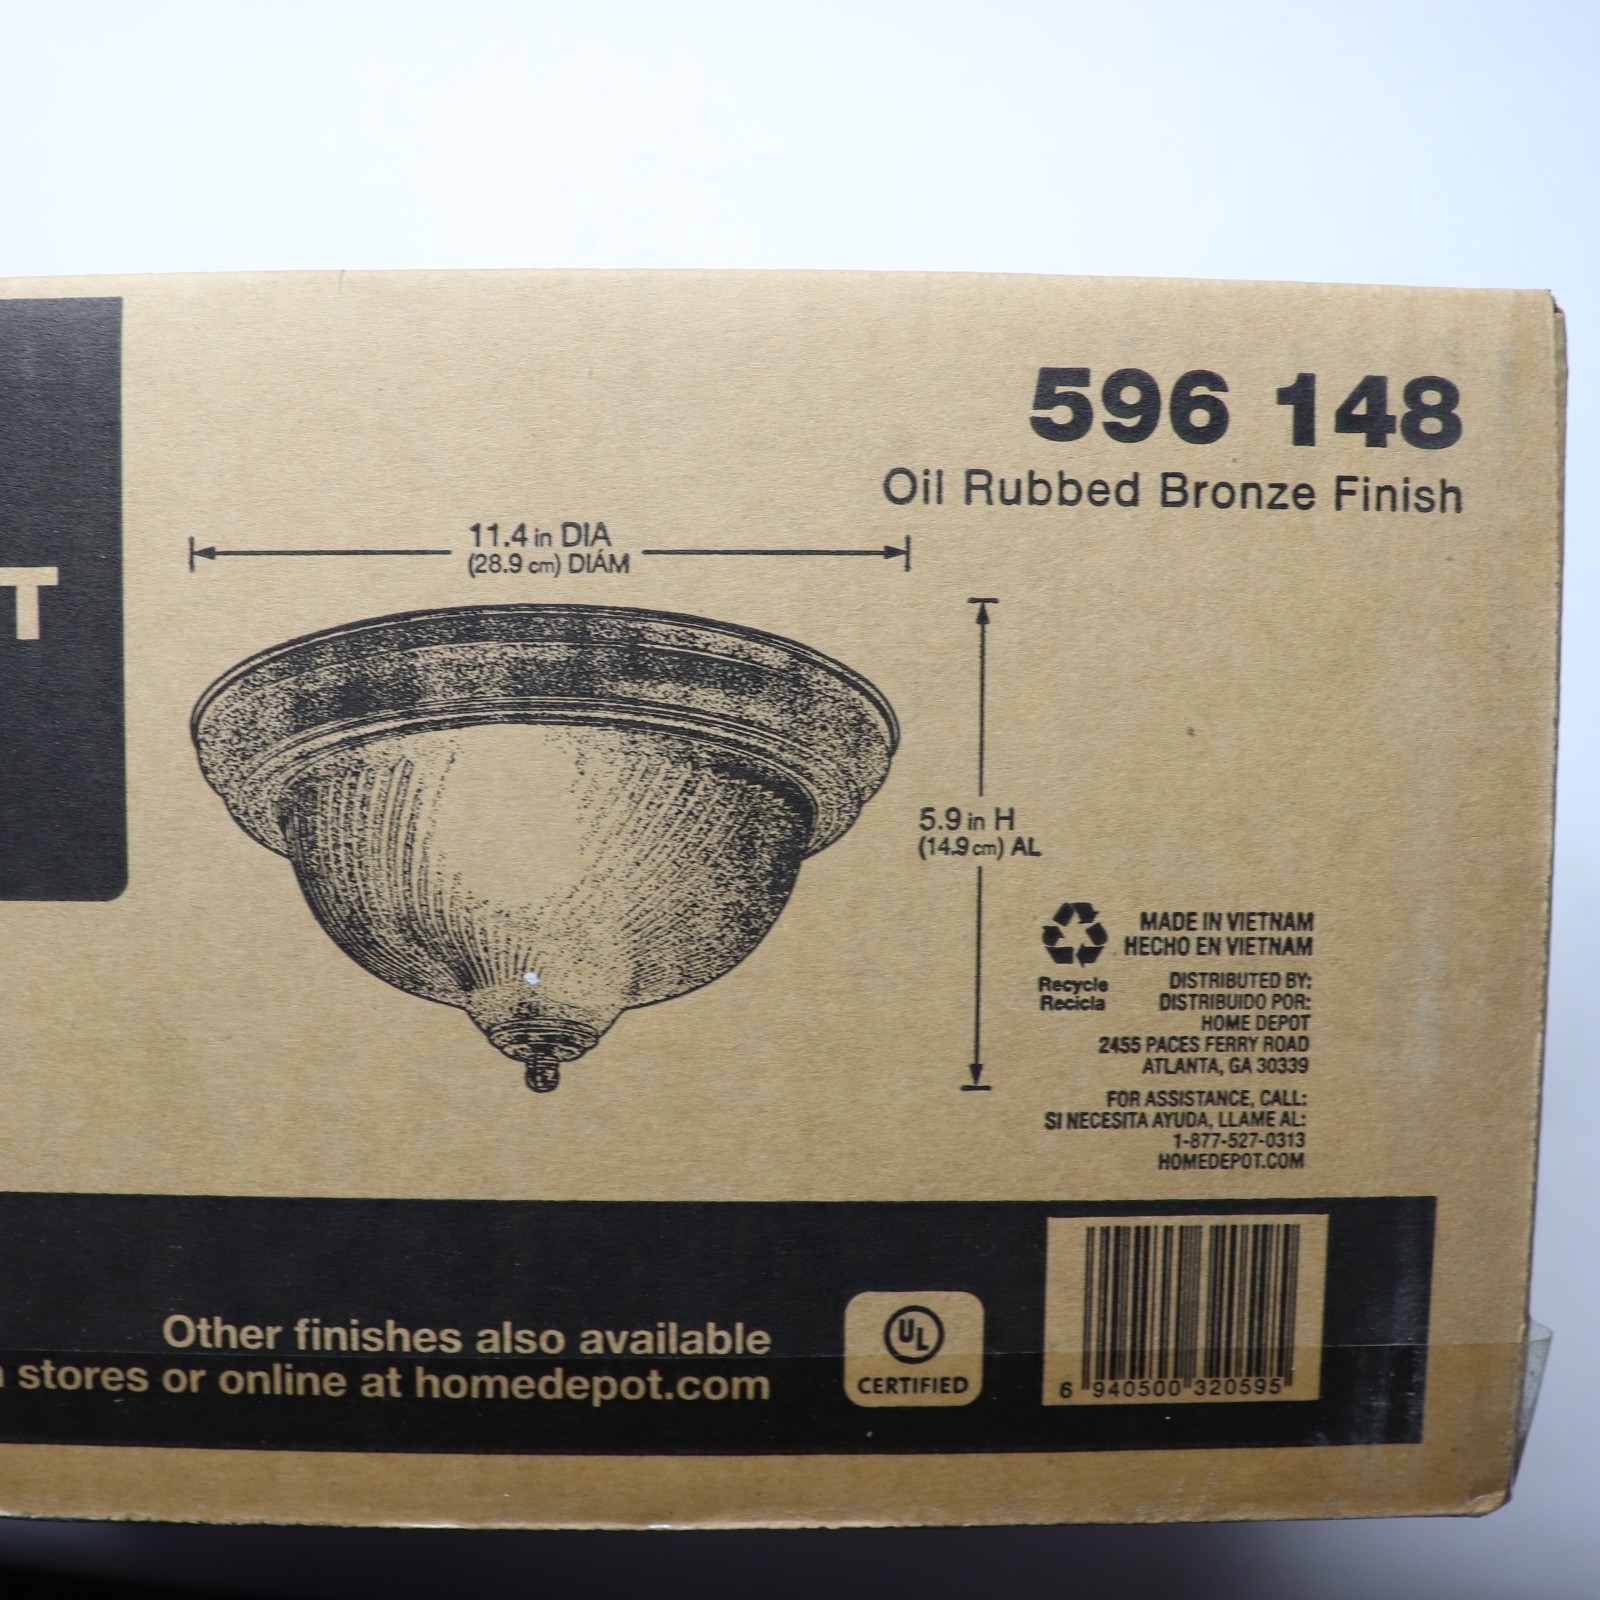 T
596 148
Oil Rubbed Bronze Finish
11.4 in DIA
(28.9 cm) DIÁM
5.9 in H
(14.9 cm) AL
Recycle
Recicla
MADE IN VIETNAM
HECHO EN VIETNAM
DISTRIBUTED BY:
DISTRIBUIDO POR:
HOME DEPOT
2455 PACES FERRY ROAD
ATLANTA, GA 30339
FOR ASSISTANCE, CALL:
SI NECESITA AYUDA, LLAME AL:
1-877-527-0313
HOMEDEPOT.COM
Other finishes also available
stores or online at homedepot.com
UL
CERTIFIED
6 940500 320595